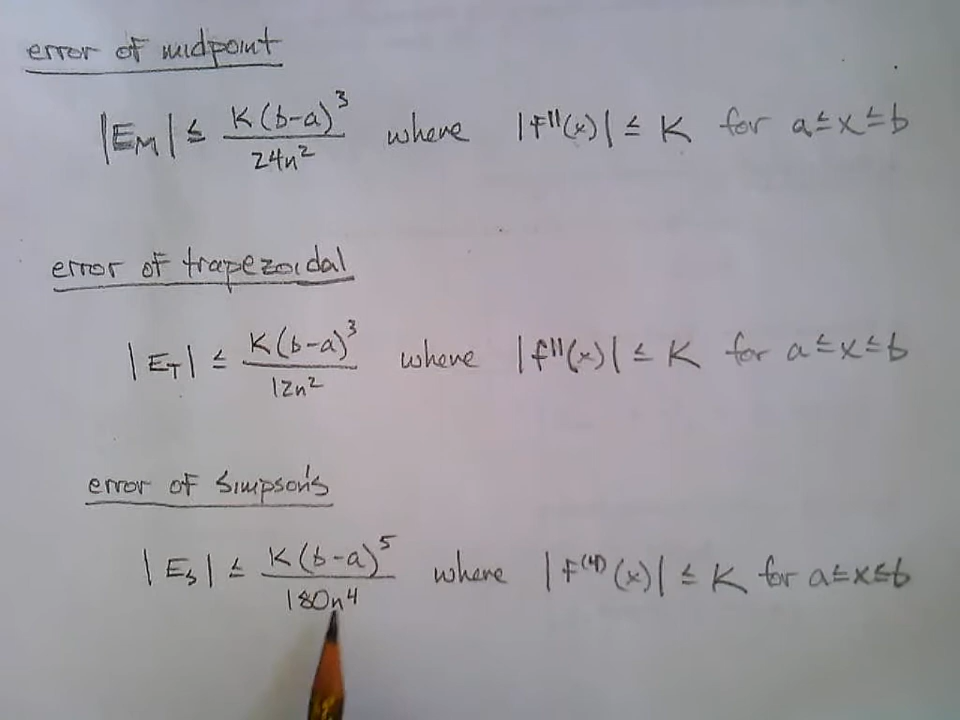 error of midpoint
|E_M| ≤ K(b-a)^3 / 24n^2 where |f''(x)| ≤ K for a≤x≤b
error of trapezoidal
|E_T| ≤ K(b-a)^3 / 12n^2 where |f''(x)| ≤ K for a≤x≤b
error of Simpson's
|E_s| ≤ K(b-a)^5 / 180n^4 where |f^(4)(x)| ≤ K for a≤x≤b